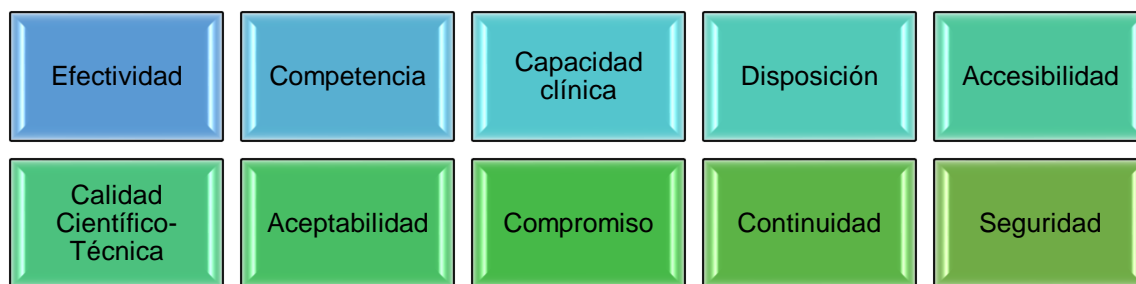 Efectividad
Competencia
Capacidad
clínica
Disposición
Accesibilidad
Calidad
Científico-
Técnica
Aceptabilidad
Compromiso
Continuidad
Seguridad